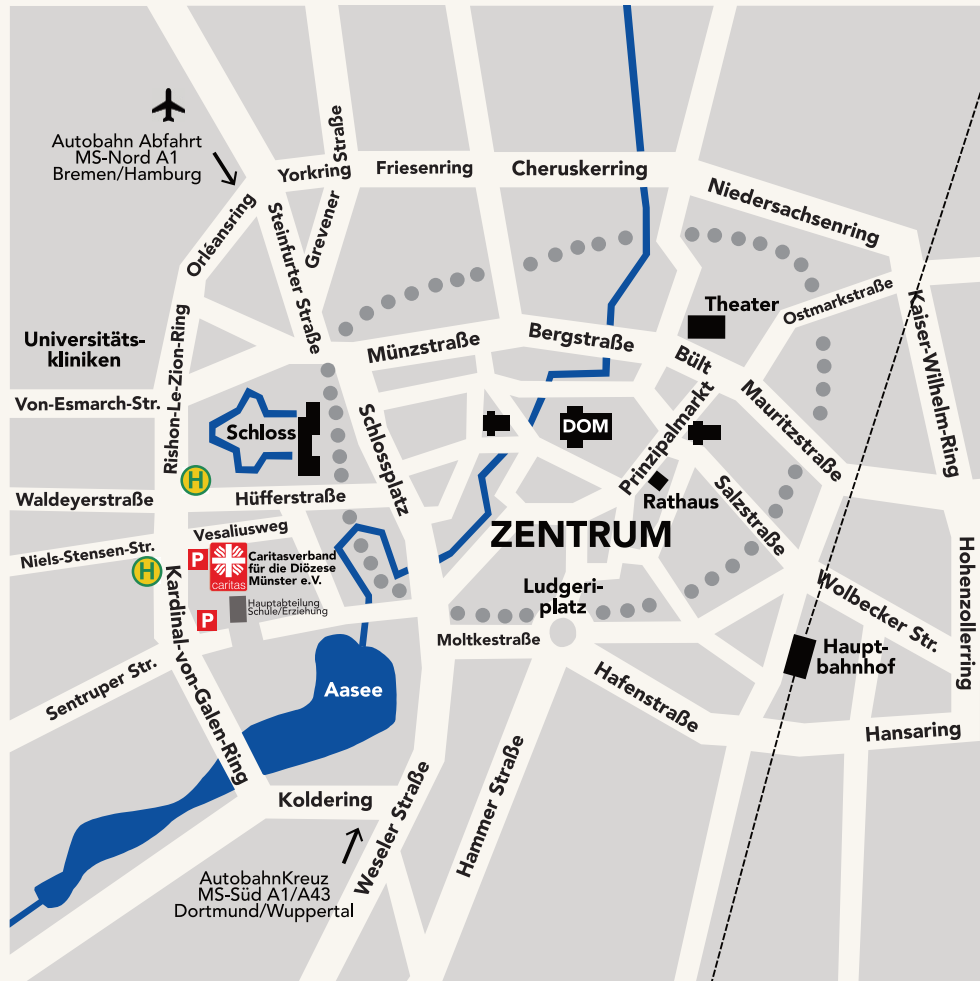 Autobahn Abfahrt
MS-Nord A1
Bremen/Hamburg
Yorkring
Grevener Straße
Friesenring
Cheruskerring
Niedersachsenring
Orléansring
Steinfurter Straße
Ostmarkstraße
Kaiser-Wilhelm-Ring
Theater
Universitäts-
kliniken
Rishon-Le-Zion-Ring
Münzstraße
Bergstraße
Bült
Mauritzstraße
Von-Esmarch-Str.
Schloss
Schlossplatz
DOM
Prinzipalmarkt
Rathaus
Salzstraße
H
Waldeyerstraße
Hüfferstraße
Vesaliusweg
Niels-Stensen-Str.
H
P
caritas
Caritasverband
für die Diözese
Münster e.V.
Hauptabteilung
Schule/Erziehung
P
ZENTRUM
Ludgeri-
platz
Moltkestraße
Wolbecker Str.
Hohenzollerring
Haupt-
bahnhof
Kardinal-von-Galen-Ring
Sentruper Str.
Aasee
Hafenstraße
Hansaring
Koldering
Weseler Straße
Hammer Straße
AutobahnKreuz
MS-Süd A1/A43
Dortmund/Wuppertal